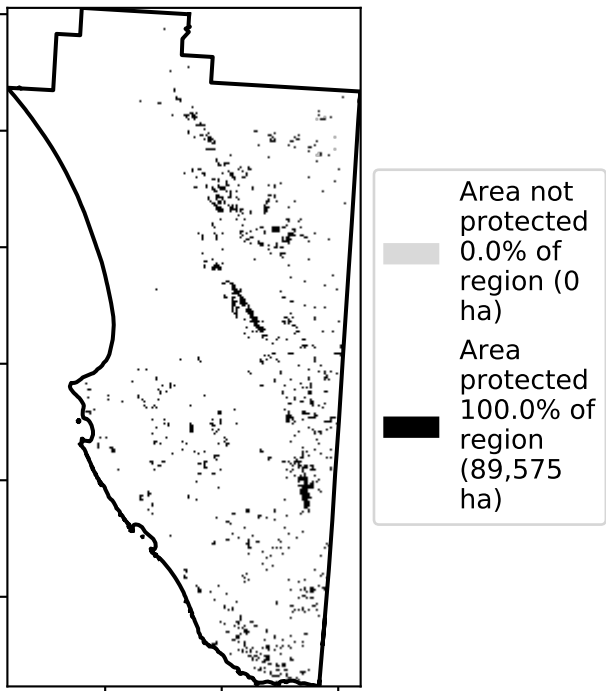 Area not
protected
0.0% of
region (0
ha)
Area
protected
100.0% of
region
(89,575
ha)